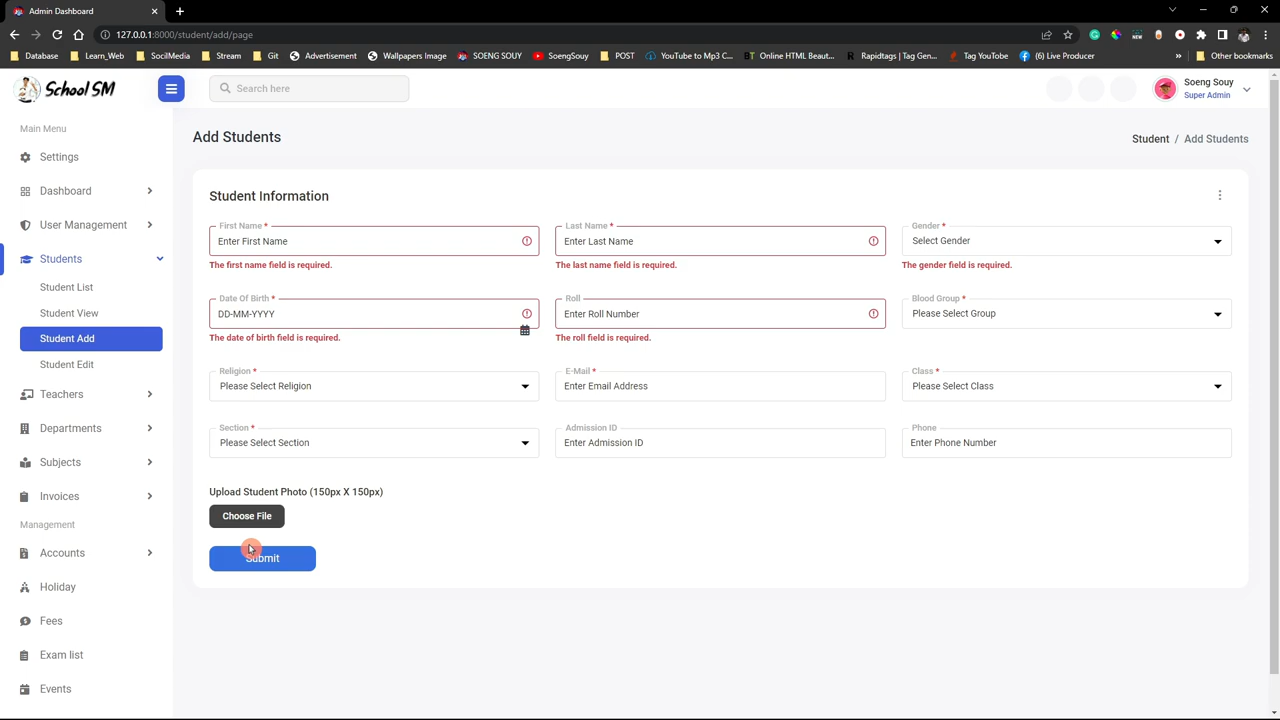 Admin Dashboard
127.0.0.1:8000/student/add/page
Database Learn_Web SocilMedia Stream Git Advertisement Wallpapers Image SOENG SOUY SoengSouy POST YouTube to Mp3 C... Online HTML Beaut... Rapidtags | Tag Gen... Tag YouTube (6) Live Producer » Other bookmarks
School SM
Search here
Soeng Souy
Super Admin
Main Menu
Settings
Dashboard
User Management
Students
Student List
Student View
Student Add
Student Edit
Teachers
Departments
Subjects
Invoices
Management
Accounts
Holiday
Fees
Exam list
Events
Add Students
Student / Add Students
Student Information
First Name *
Enter First Name
The first name field is required.
Last Name *
Enter Last Name
The last name field is required.
Gender *
Select Gender
The gender field is required.
Date Of Birth *
DD-MM-YYYY
The date of birth field is required.
Roll
Enter Roll Number
The roll field is required.
Blood Group *
Please Select Group
Religion *
Please Select Religion
E-Mail *
Enter Email Address
Class *
Please Select Class
Section *
Please Select Section
Admission ID
Enter Admission ID
Phone
Enter Phone Number
Upload Student Photo (150px X 150px)
Choose File
Submit